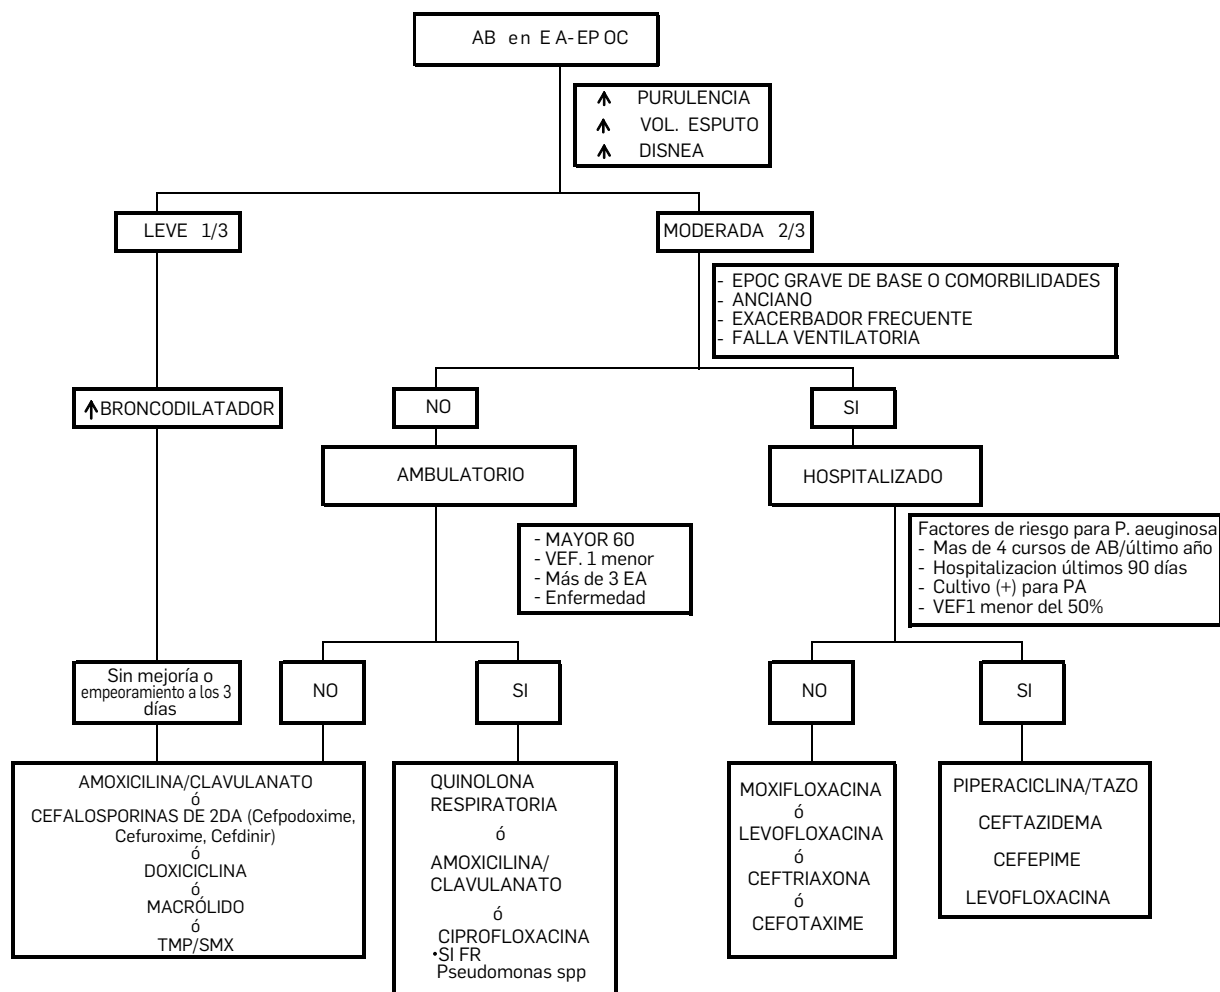 AB en EA-EPOC
↑ PURULENCIA
↑ VOL. ESPUTO
↑ DISNEA
LEVE 1/3
MODERADA 2/3
- EPOC GRAVE DE BASE O COMORBILIDADES
- ANCIANO
- EXACERBADOR FRECUENTE
- FALLA VENTILATORIA
↑BRONCODILATADOR
NO
SI
AMBULATORIO
HOSPITALIZADO
- MAYOR 60
- VEF. 1 menor
- Más de 3 EA
- Enfermedad
Factores de riesgo para P. aeuginosa
- Mas de 4 cursos de AB/último año
- Hospitalizacion últimos 90 días
- Cultivo (+) para PA
- VEF1 menor del 50%
Sin mejoría o
empeoramiento a los 3
días
NO
SI
NO
SI
AMOXICILINA/CLAVULANATO
ó
CEFALOSPORINAS DE 2DA (Cefpodoxime,
Cefuroxime, Cefdinir)
ó
DOXICICLINA
ó
MACRÓLIDO
ó
TMP/SMX
QUINOLONA
RESPIRATORIA
ó
AMOXICILINA/
CLAVULANATO
ó
CIPROFLOXACINA
•SI FR
Pseudomonas spp
MOXIFLOXACINA
ó
LEVOFLOXACINA
ó
CEFTRIAXONA
ó
CEFOTAXIME
PIPERACICLINA/TAZO
CEFTAZIDEMA
CEFEPIME
LEVOFLOXACINA